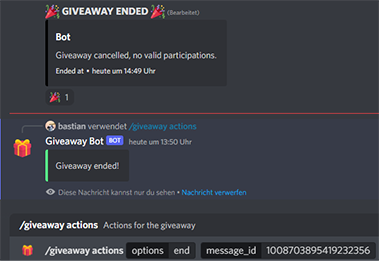 🎉 GIVEAWAY ENDED 🎉 (Bearbeitet)
Bot
Giveaway cancelled, no valid participations.
Ended at • heute um 14:49 Uhr
🎉 1
bastian verwendet /giveaway actions
Giveaway Bot BOT heute um 13:50 Uhr
Giveaway ended!
Diese Nachricht kannst nur du sehen • Nachricht verwerfen
/giveaway actions Actions for the giveaway
/giveaway actions options end message_id 1008703895419232356